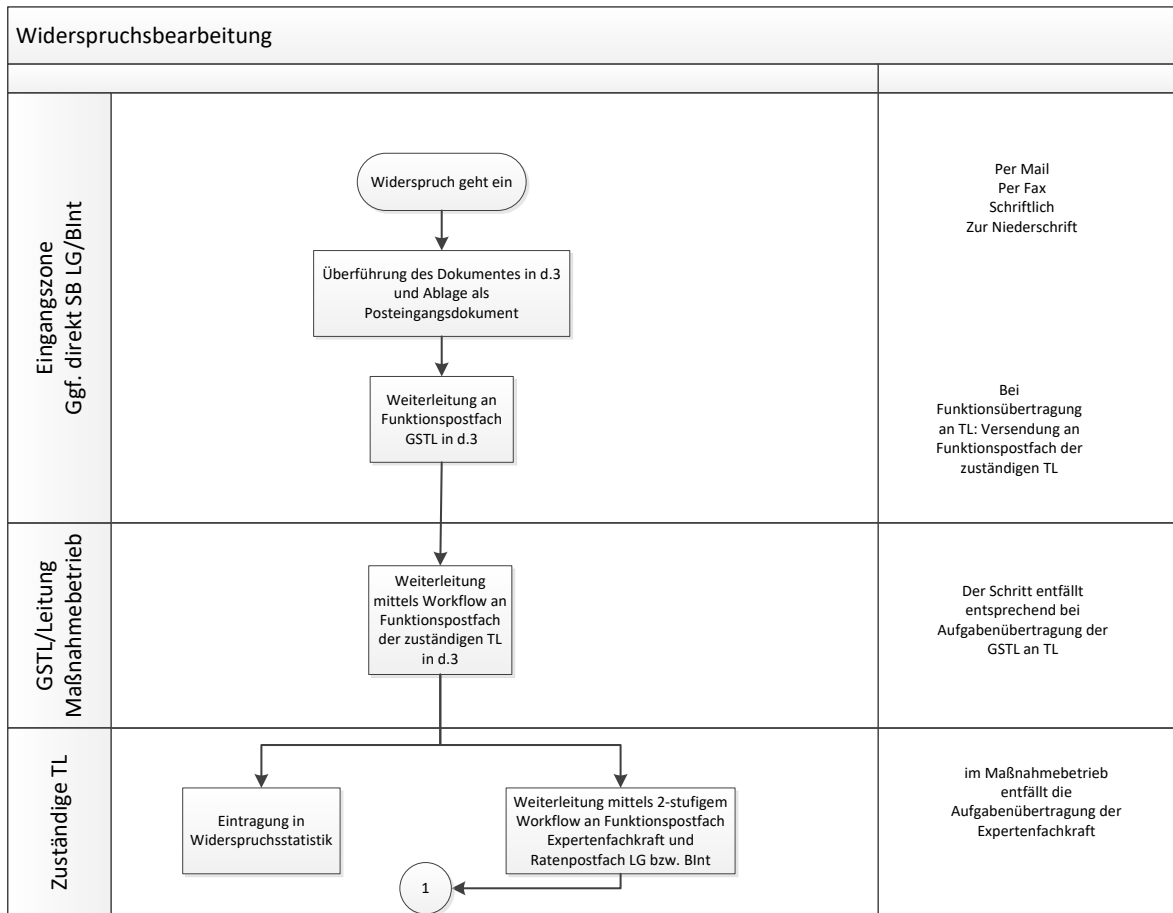 Widerspruchsbearbeitung
Eingangszone
Ggf. direkt SB LG/BInt
Widerspruch geht ein
Per Mail
Per Fax
Schriftlich
Zur Niederschrift
Überführung des Dokumentes in d.3
und Ablage als
Posteingangsdokument
Weiterleitung an
Funktionspostfach
GSTL in d.3
Bei
Funktionsübertragung
an TL: Versendung an
Funktionspostfach der
zuständigen TL
GSTL/Leitung
Maßnahmebetrieb
Weiterleitung
mittels Workflow an
Funktionspostfach
der zuständigen TL
in d.3
Der Schritt entfällt
entsprechend bei
Aufgabenübertragung der
GSTL an TL
Zuständige TL
Eintragung in
Widerspruchsstatistik
Weiterleitung mittels 2-stufigem
Workflow an Funktionspostfach
Expertenfachkraft und
Ratenpostfach LG bzw. BInt
im Maßnahmebetrieb
entfällt die
Aufgabenübertragung der
Expertenfachkraft
1